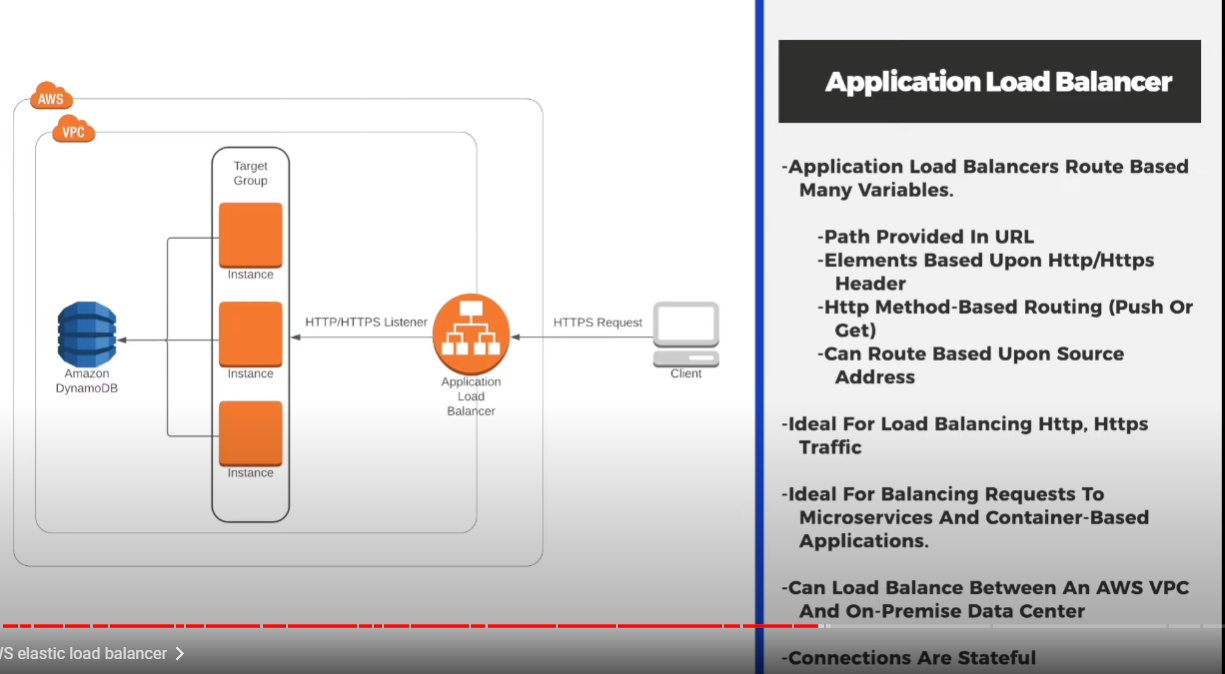 AWS
VPC
Target
Group
Instance
Instance
Instance
Amazon
DynamoDB
HTTP/HTTPS Listener
Application
Load
Balancer
HTTPS Request
Client
Application Load Balancer
-Application Load Balancers Route Based
Many Variables.
-Path Provided In URL
-Elements Based Upon Http/Https
Header
-Http Method-Based Routing (Push Or
Get)
-Can Route Based Upon Source
Address
-Ideal For Load Balancing Http, Https
Traffic
-Ideal For Balancing Requests To
Microservices And Container-Based
Applications.
-Can Load Balance Between An AWS VPC
And On-Premise Data Center
-Connections Are Stateful
elastic load balancer